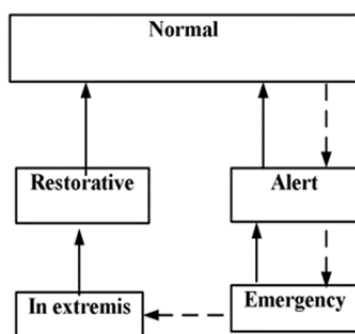 Normal
Restorative
Alert
In extremis
Emergency